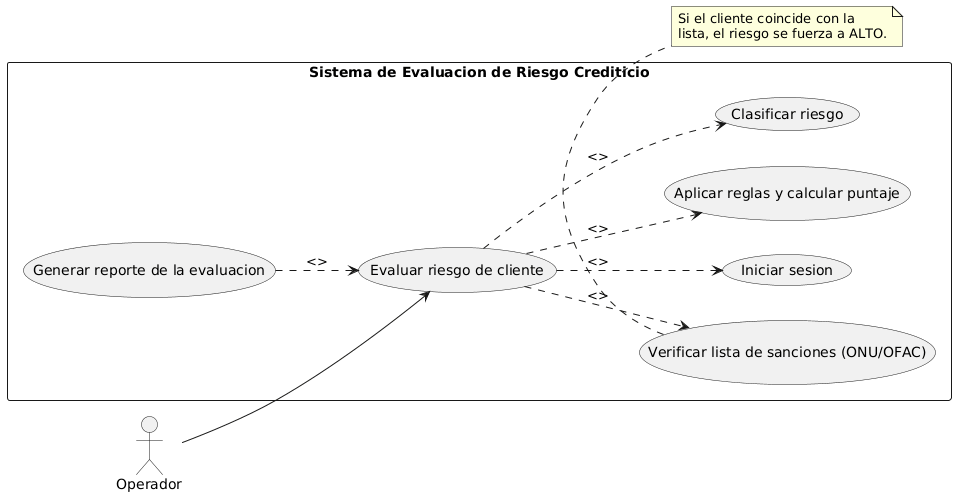 Si el cliente coincide con la
lista, el riesgo se fuerza a ALTO.
Sistema de Evaluacion de Riesgo Crediticio
Clasificar riesgo
<>
Aplicar reglas y calcular puntaje
<>
Generar reporte de la evaluacion
<>
Evaluar riesgo de cliente
<>
Iniciar sesion
<>
Verificar lista de sanciones (ONU/OFAC)
Operador